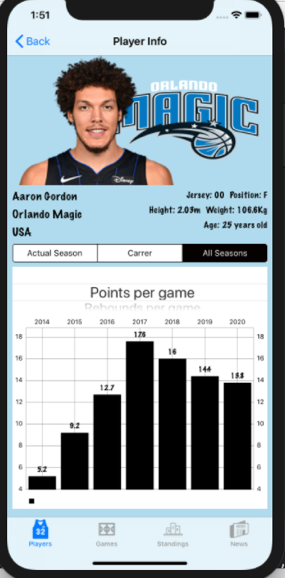 1:51
Back
Player Info
ORLANDO
MAGIC
Disney
Aaron Gordon
Orlando Magic
USA
Jersey: 00 Position: F
Height: 2.03m Weight: 106.6Kg
Age: 25 years old
Actual Season Carrer All Seasons
Points per game
Rebounds per game
2014 2015 2016 2017 2018 2019 2020
18 17.6 18
16 16 16
14 14.4 13.8 14
12 12.7 12
10 9.2 10
8 8
6 5.2 6
4 4
32
Players Games Standings News